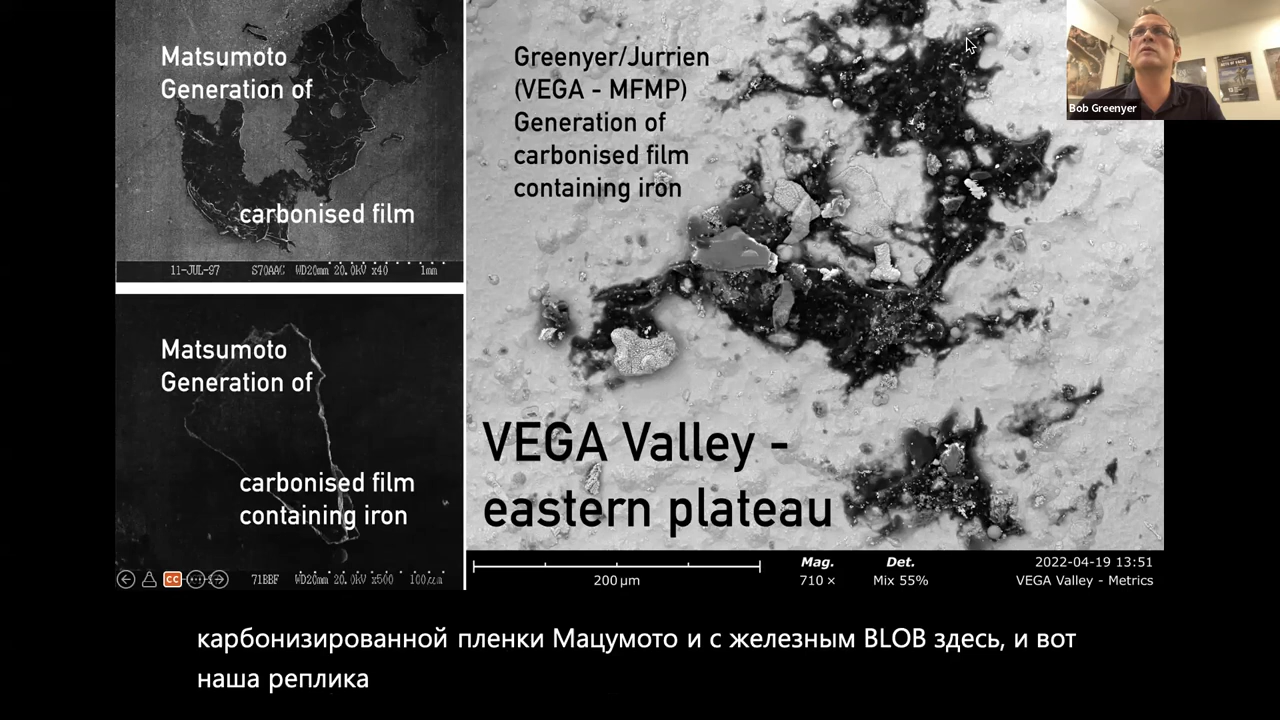 Matsumoto
Generation of
carbonised film
11-JUL-97 S70AAC WD20mm 20.0kV x40 1mm
Matsumoto
Generation of
carbonised film
containing iron
CC
71BBF WD20mm 20.0kV x500 100µm
Greenyer/Jurrien
(VEGA - MFMP)
Generation of
carbonised film
containing iron
VEGA Valley -
eastern plateau
200 µm
Mag.
710 ×
Det.
Mix 55%
2022-04-19 13:51
VEGA Valley - Metrics
Bob Greenyer
карбонизированной пленки Мацумото и с железным BLOB здесь, и вот
наша реплика